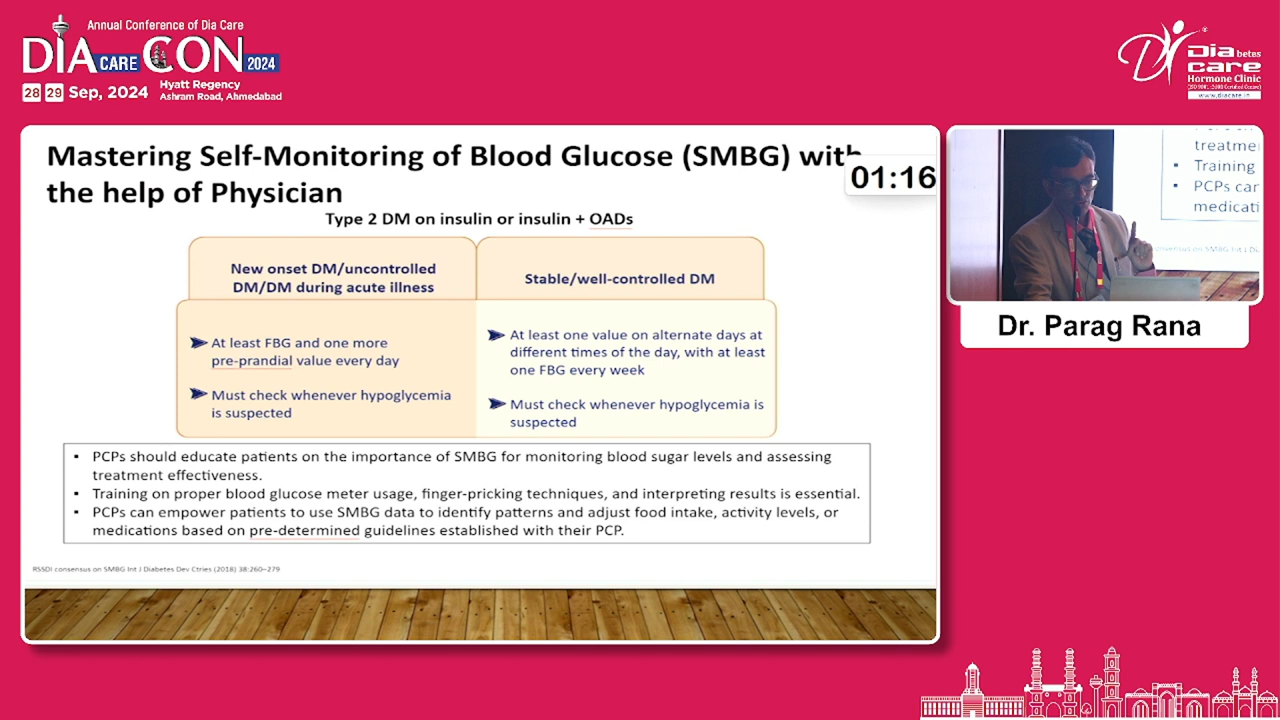 Annual Conference of Dia Care
DIA CARE CON 2024
28 29 Sep, 2024
Hyatt Regency
Ashram Road, Ahmedabad
Dia betes
care
Hormone Clinic
www.diacare.in
Mastering Self-Monitoring of Blood Glucose (SMBG) with
the help of Physician
01:16
Type 2 DM on insulin or insulin + OADs
New onset DM/uncontrolled
DM/DM during acute illness
At least FBG and one more
pre-prandial value every day
Must check whenever hypoglycemia
is suspected
Stable/well-controlled DM
At least one value on alternate days at
different times of the day, with at least
one FBG every week
Must check whenever hypoglycemia is
suspected
▪ PCPs should educate patients on the importance of SMBG for monitoring blood sugar levels and assessing
treatment effectiveness.
▪ Training on proper blood glucose meter usage, finger-pricking techniques, and interpreting results is essential.
▪ PCPs can empower patients to use SMBG data to identify patterns and adjust food intake, activity levels, or
medications based on pre-determined guidelines established with their PCP.
RSSDI consensus on SMBG Int J Diabetes Dev Ctries (2018) 38:260–279
treatme
▪ Training
▪ PCPs can
medicati
Dr. Parag Rana